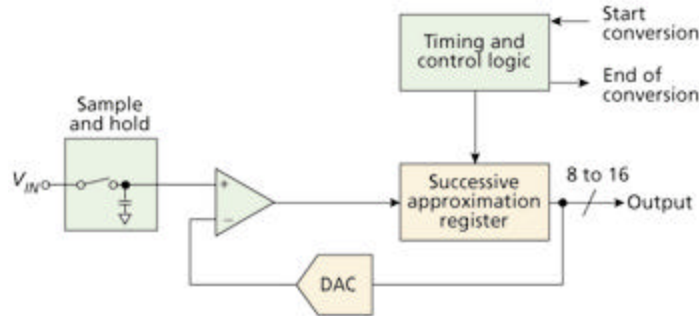 Timing and
control logic
Start
conversion
End of
conversion
Sample
and hold
VIN
+
−
Successive
approximation
register
8 to 16
Output
DAC